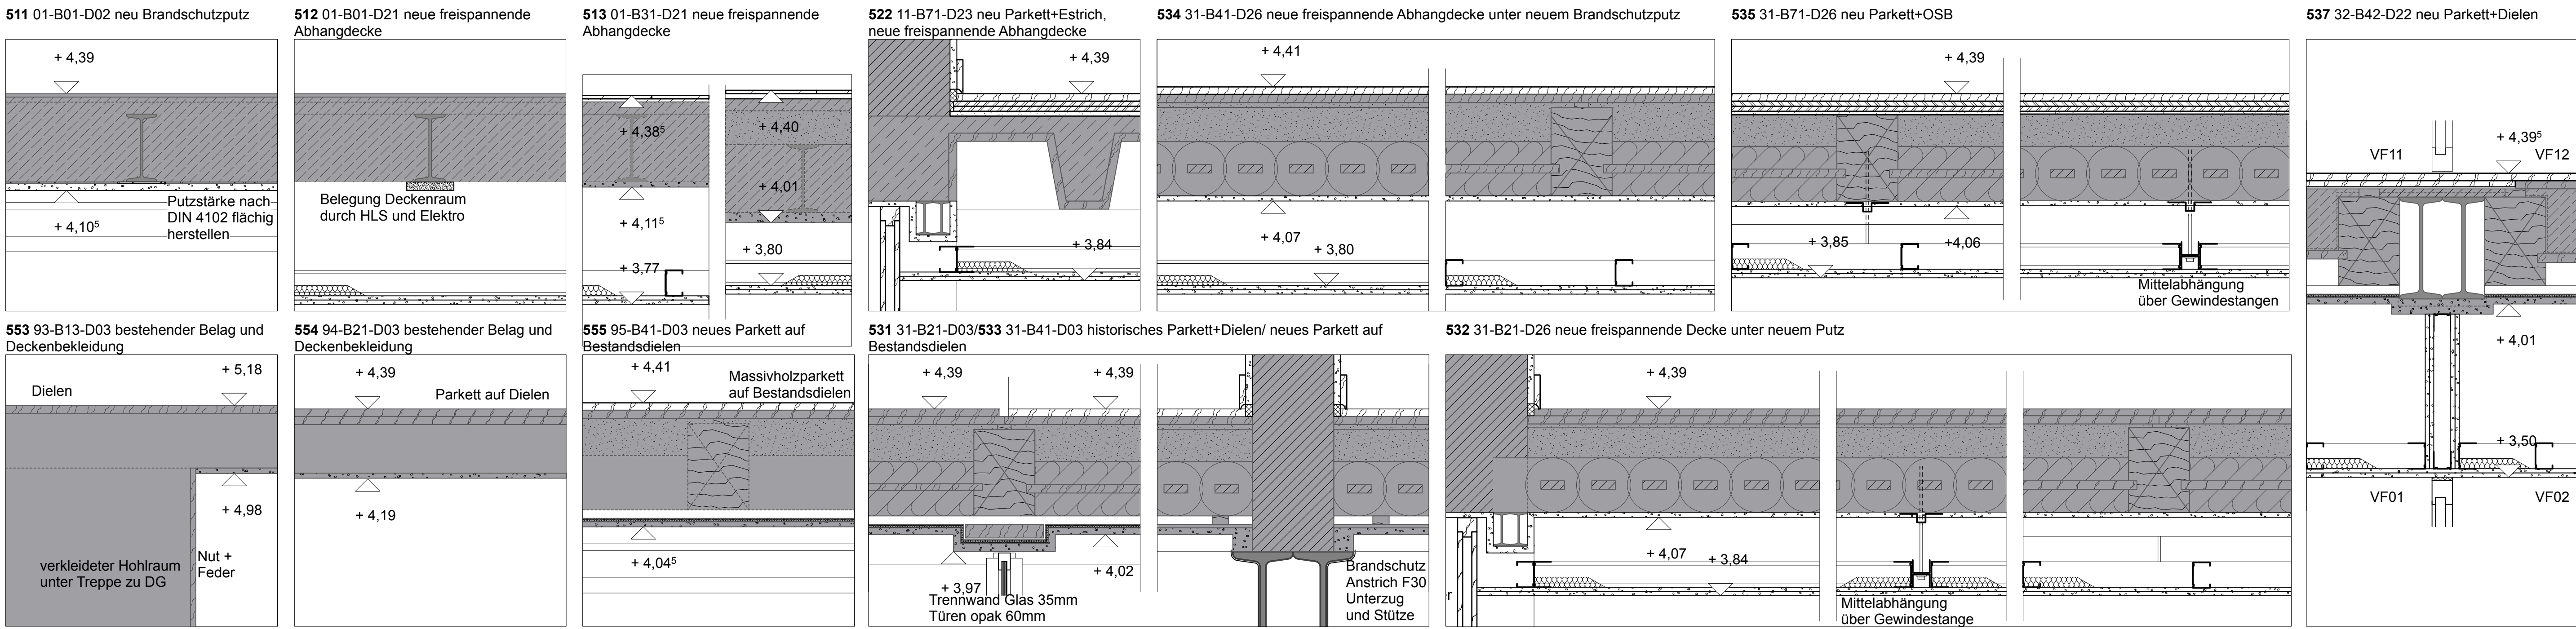 511 01-B01-D02 neu Brandschutzputz
+ 4,39
Putzstärke nach
DIN 4102 flächig
herstellen
+ 4,10⁵
512 01-B01-D21 neue freispannende
Abhangdecke
Belegung Deckenraum
durch HLS und Elektro
513 01-B31-D21 neue freispannende
Abhangdecke
+ 4,38⁵
+ 4,40
+ 4,01
+ 4,11⁵
+ 3,80
+ 3,77
522 11-B71-D23 neu Parkett+Estrich,
neue freispannende Abhangdecke
+ 4,39
+ 3,84
534 31-B41-D26 neue freispannende Abhangdecke unter neuem Brandschutzputz
+ 4,41
+ 4,07
+ 3,80
535 31-B71-D26 neu Parkett+OSB
+ 4,39
+ 3,85
+4,06
Mittelabhängung
über Gewindestangen
537 32-B42-D22 neu Parkett+Dielen
+ 4,39⁵
VF11
VF12
+ 4,01
+ 3,50
VF01
VF02
553 93-B13-D03 bestehender Belag und
Deckenbekleidung
+ 5,18
Dielen
+ 4,98
Nut +
Feder
verkleideter Hohlraum
unter Treppe zu DG
554 94-B21-D03 bestehender Belag und
Deckenbekleidung
+ 4,39
Parkett auf Dielen
+ 4,19
555 95-B41-D03 neues Parkett auf
Bestandsdielen
+ 4,41
Massivholzparkett
auf Bestandsdielen
+ 4,04⁵
531 31-B21-D03/533 31-B41-D03 historisches Parkett+Dielen/ neues Parkett auf
Bestandsdielen
+ 4,39
+ 4,39
+ 4,02
+ 3,97
Trennwand Glas 35mm
Türen opak 60mm
Brandschutz
Anstrich F30
Unterzug
und Stütze
532 31-B21-D26 neue freispannende Decke unter neuem Putz
+ 4,39
+ 4,07
+ 3,84
er
Mittelabhängung
über Gewindestange